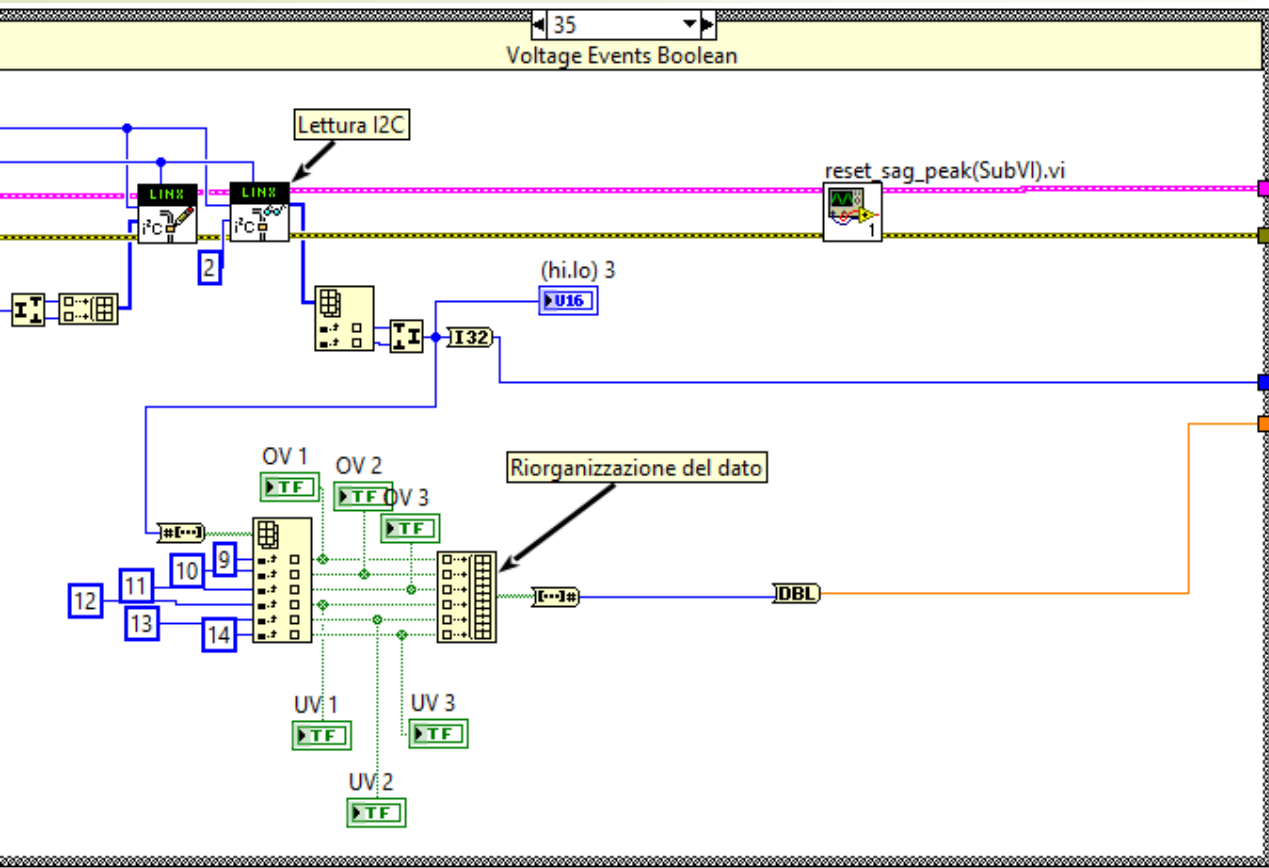 35
Voltage Events Boolean
Lettura I2C
reset_sag_peak(SubVI).vi
LINX
LINX
i²C
i²C
1
2
(hi.lo) 3
U16
I32
OV 1
OV 2
TF
TF
OV 3
TF
Riorganizzazione del dato
#[...]
9
10
11
12
13
14
[...]#
DBL
UV 1
UV 3
TF
TF
UV 2
TF